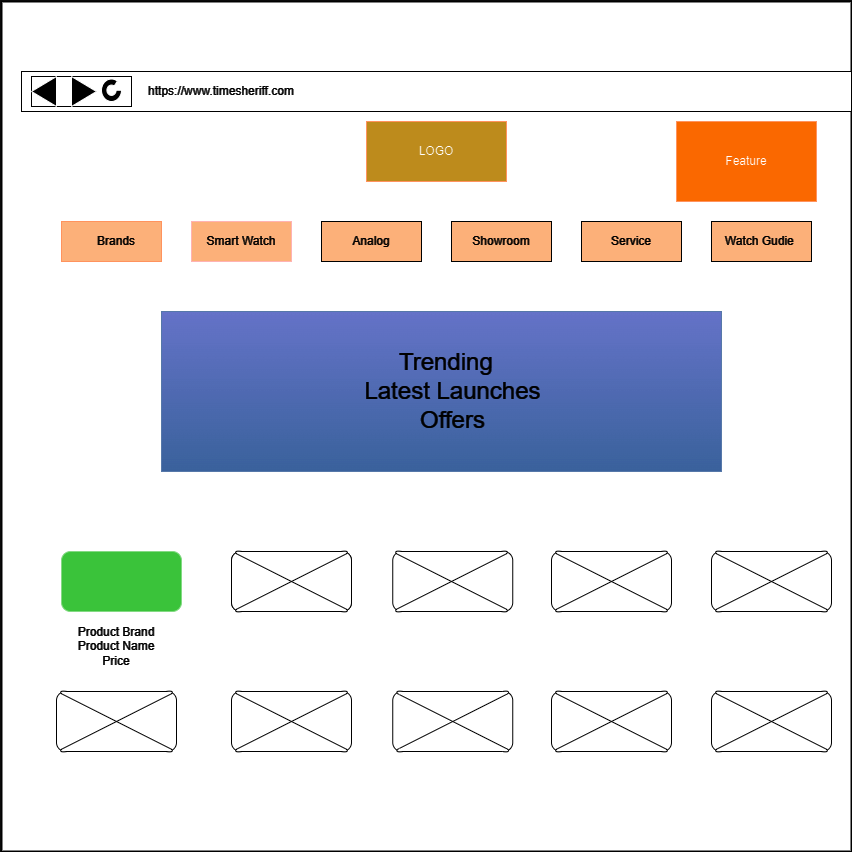 https://www.timesheriff.com
LOGO
Feature
Brands
Smart Watch
Analog
Showroom
Service
Watch Gudie
Trending
Latest Launches
Offers
Product Brand
Product Name
Price